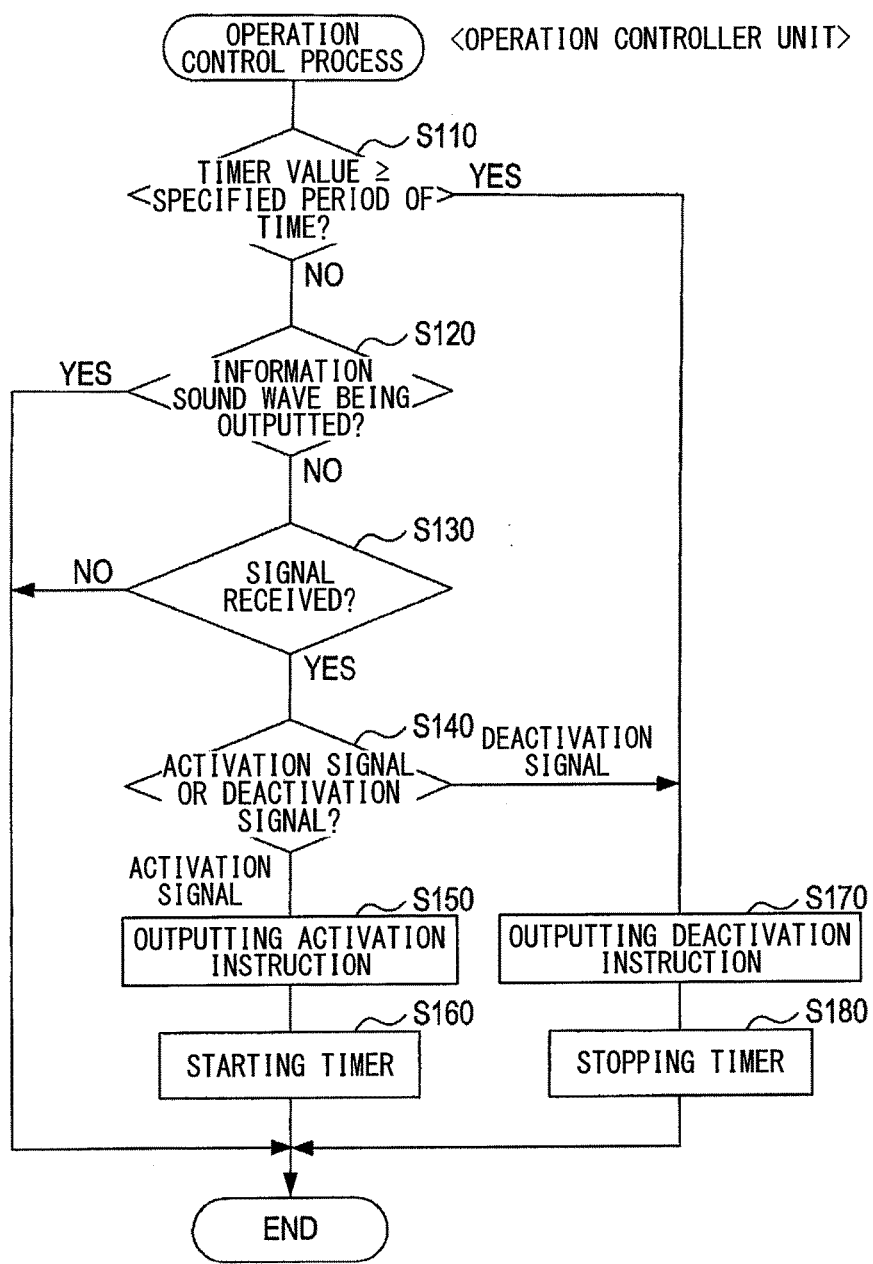 OPERATION
CONTROL PROCESS
<OPERATION CONTROLLER UNIT>
S110
TIMER VALUE ≥
SPECIFIED PERIOD OF
TIME?
YES
NO
S120
INFORMATION
SOUND WAVE BEING
OUTPUTTED?
YES
NO
S130
SIGNAL
RECEIVED?
NO
YES
S140
ACTIVATION SIGNAL
OR DEACTIVATION
SIGNAL?
DEACTIVATION
SIGNAL
ACTIVATION
SIGNAL
S150
OUTPUTTING ACTIVATION
INSTRUCTION
S170
OUTPUTTING DEACTIVATION
INSTRUCTION
S160
STARTING TIMER
S180
STOPPING TIMER
END